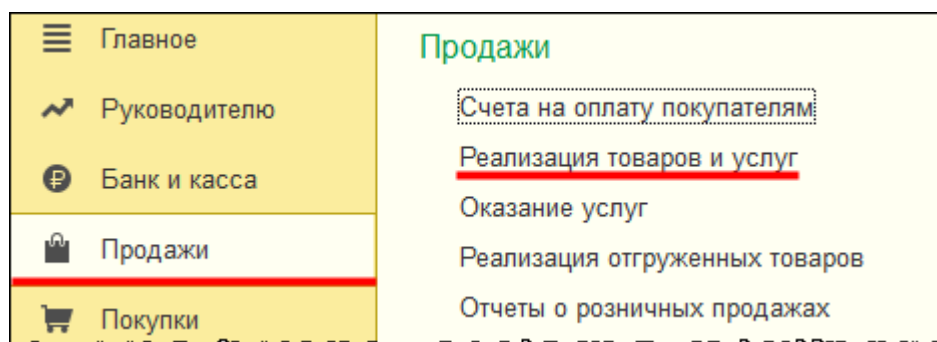 Главное
Руководителю
Банк и касса
Продажи
Покупки
Продажи
Счета на оплату покупателям
Реализация товаров и услуг
Оказание услуг
Реализация отгруженных товаров
Отчеты о розничных продажах